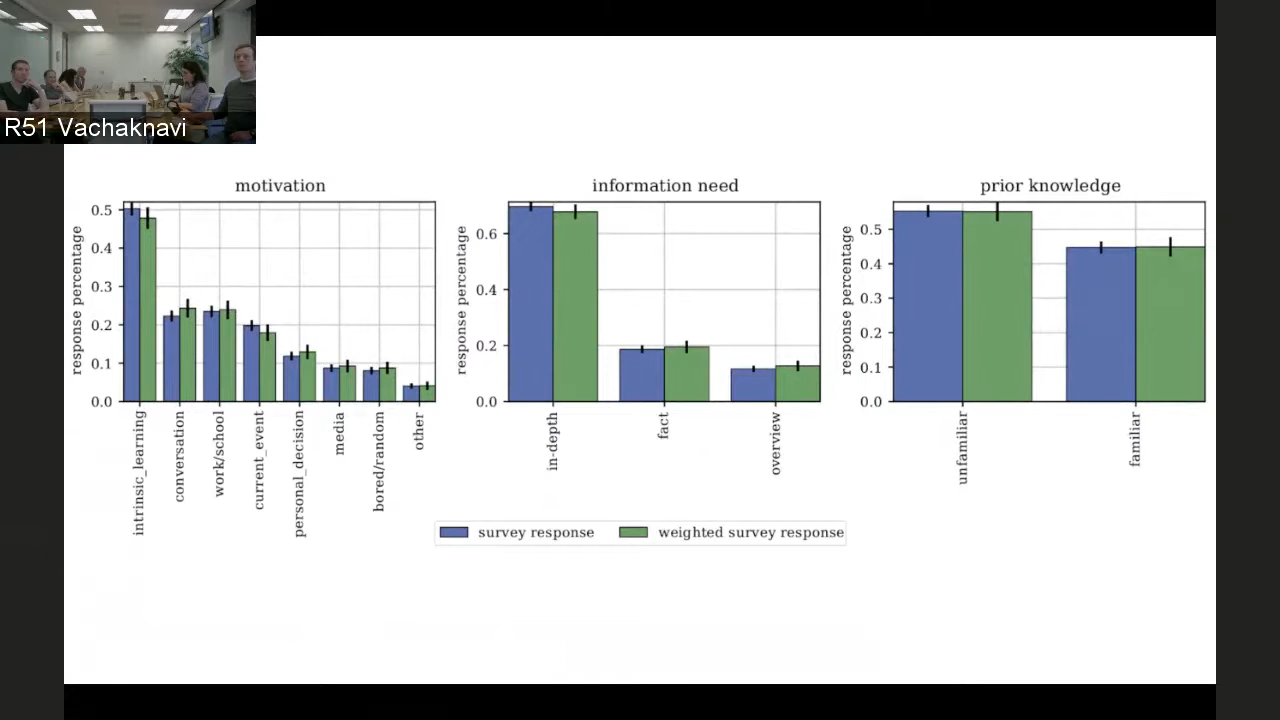 R51 Vachaknavi
motivation
response percentage
0.5
0.4
0.3
0.2
0.1
0.0
intrinsic_learning
conversation
work/school
current_event
personal_decision
media
bored/random
other
information need
response percentage
0.6
0.4
0.2
0.0
in-depth
fact
overview
prior knowledge
response percentage
0.5
0.4
0.3
0.2
0.1
0.0
unfamiliar
familiar
survey response
weighted survey response